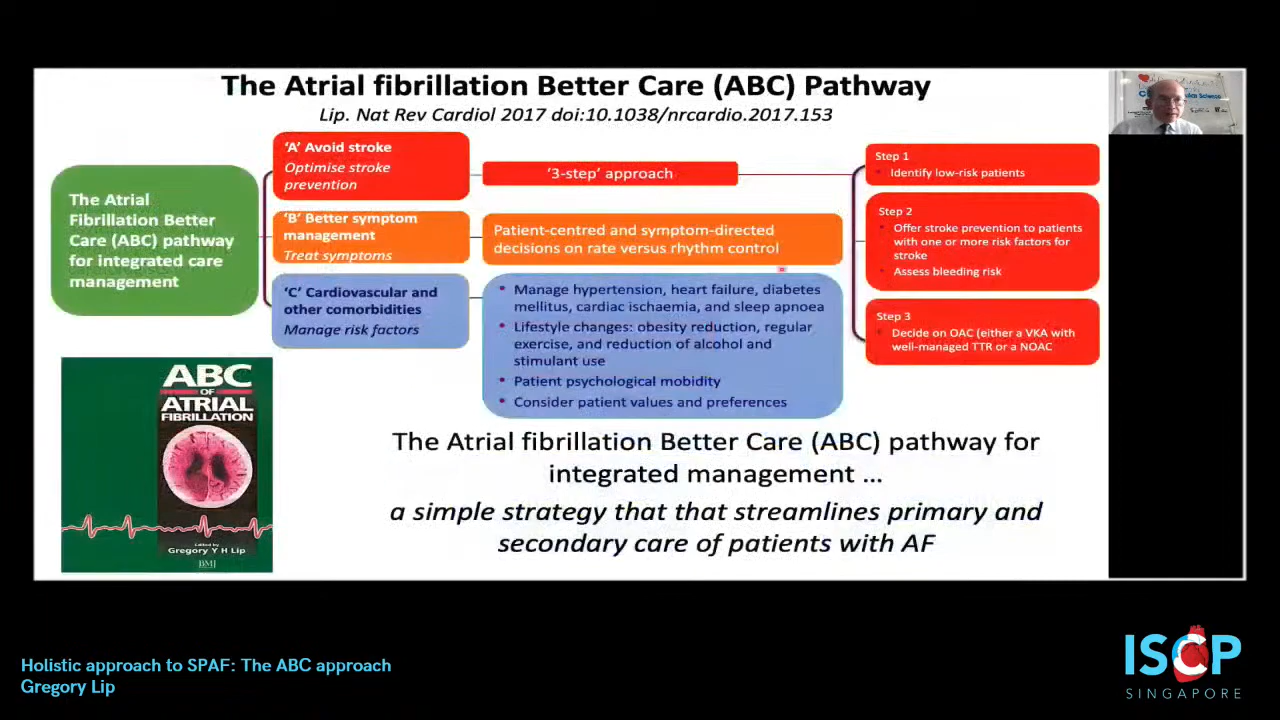 The Atrial fibrillation Better Care (ABC) Pathway
Lip. Nat Rev Cardiol 2017 doi:10.1038/nrcardio.2017.153
The Atrial
Fibrillation Better
Care (ABC) pathway
for integrated care
management
‘A’ Avoid stroke
Optimise stroke
prevention
‘3-step’ approach
‘B’ Better symptom
management
Treat symptoms
Patient-centred and symptom-directed
decisions on rate versus rhythm control
‘C’ Cardiovascular and
other comorbidities
Manage risk factors
• Manage hypertension, heart failure, diabetes
mellitus, cardiac ischaemia, and sleep apnoea
• Lifestyle changes: obesity reduction, regular
exercise, and reduction of alcohol and
stimulant use
• Patient psychological mobidity
• Consider patient values and preferences
Step 1
• Identify low-risk patients
Step 2
• Offer stroke prevention to patients
with one or more risk factors for
stroke
• Assess bleeding risk
Step 3
• Decide on OAC (either a VKA with
well-managed TTR or a NOAC
ABC
OF
ATRIAL
FIBRILLATION
Edited by
Gregory Y H Lip
BMJ
The Atrial fibrillation Better Care (ABC) pathway for
integrated management ...
a simple strategy that that streamlines primary and
secondary care of patients with AF
Holistic approach to SPAF: The ABC approach
Gregory Lip
ISCP
SINGAPORE